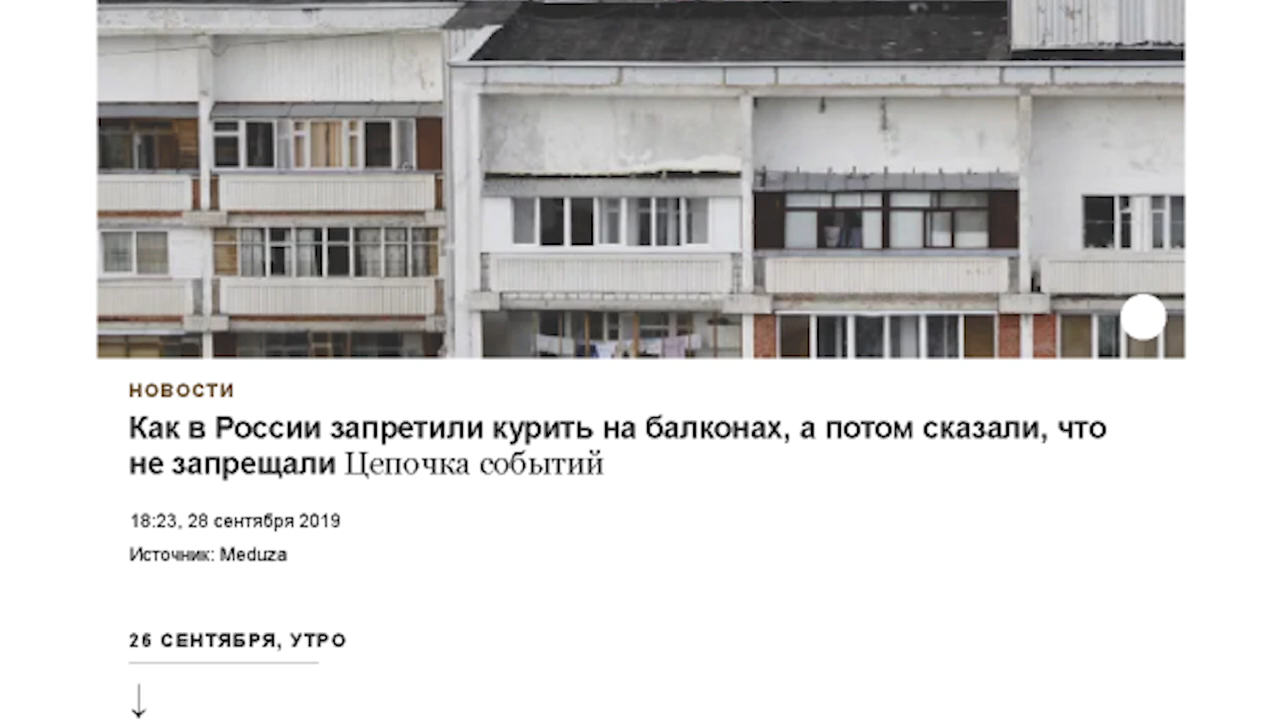 НОВОСТИ
Как в России запретили курить на балконах, а потом сказали, что
не запрещали Цепочка событий
18:23, 28 сентября 2019
Источник: Meduza
26 СЕНТЯБРЯ, УТРО
↓